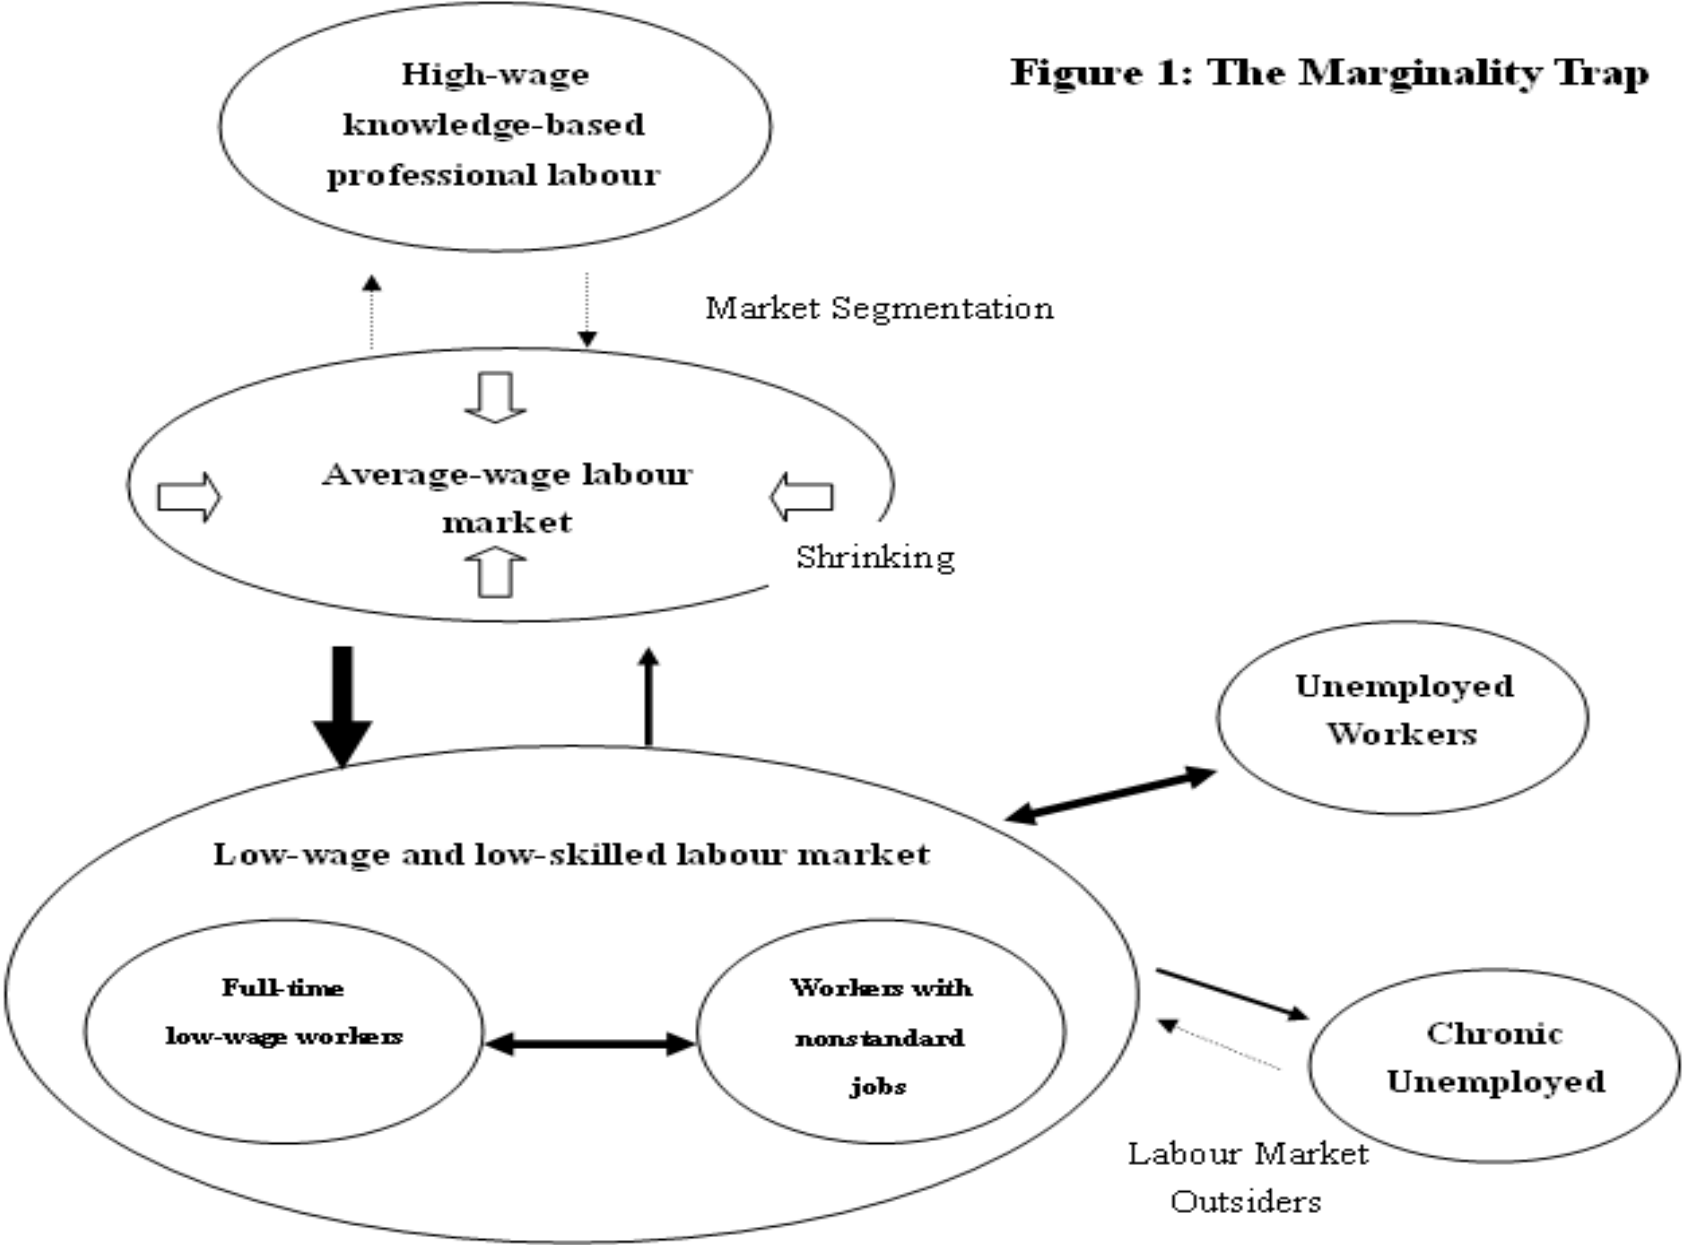 Figure 1: The Marginality Trap
High-wage
knowledge-based
professional labour
Market Segmentation
Average-wage labour
market
Shrinking
Unemployed
Workers
Low-wage and low-skilled labour market
Full-time
low-wage workers
Workers with
nonstandard
jobs
Chronic
Unemployed
Labour Market
Outsiders